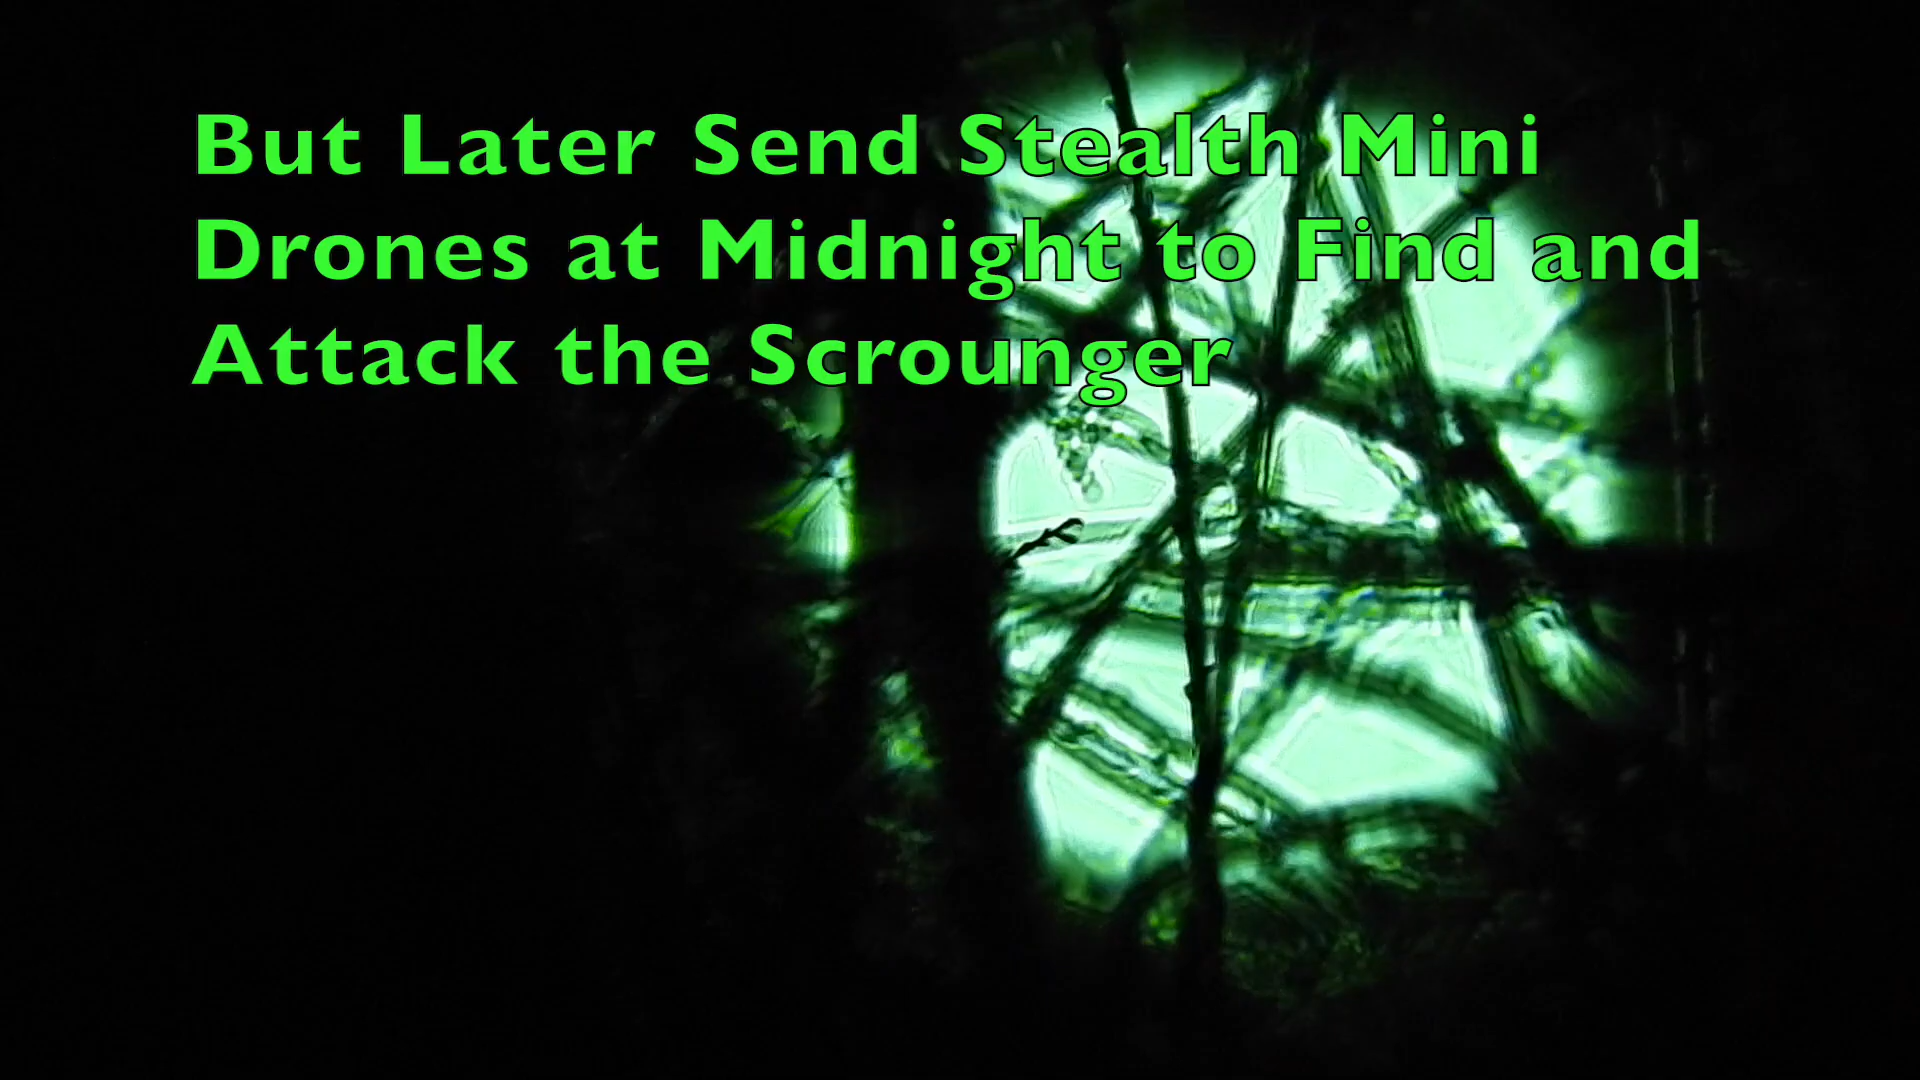 But Later Send Stealth Mini
Drones at Midnight to Find and
Attack the Scrounger